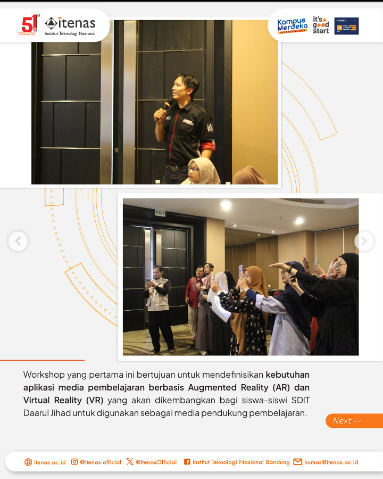 51
itenas
Institut Teknologi Nasional
Kampus
Merdeka
it's a
good
start
Workshop yang pertama ini bertujuan untuk mendefinisikan kebutuhan
aplikasi media pembelajaran berbasis Augmented Reality (AR) dan
Virtual Reality (VR) yang akan dikembangkan bagi siswa-siswi SDIT
Daarul Jihad untuk digunakan sebagai media pendukung pembelajaran.
Next
itenas.ac.id @itenas.official @itenasOfficial Institut Teknologi Nasional Bandung humas@itenas.ac.id